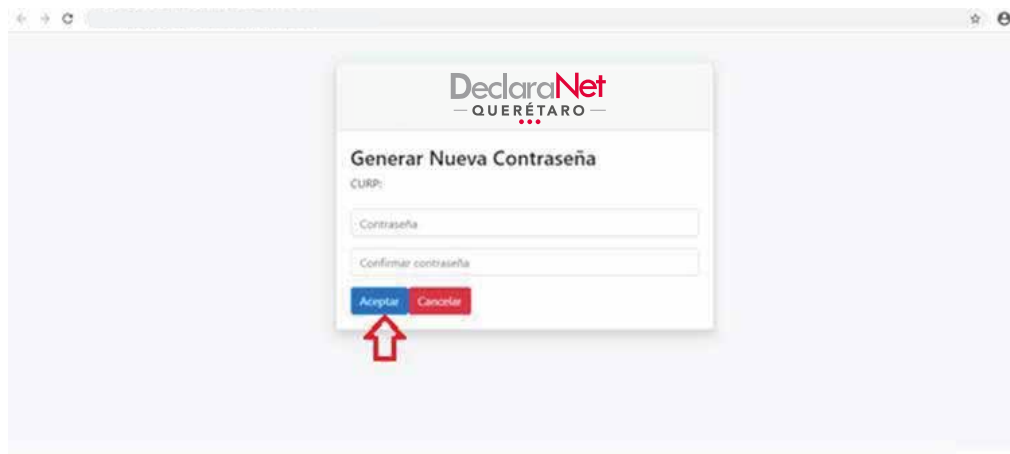 DeclaraNet
QUERÉTARO
Generar Nueva Contraseña
CURP:
Contraseña
Confirmar contraseña
Aceptar Cancelar